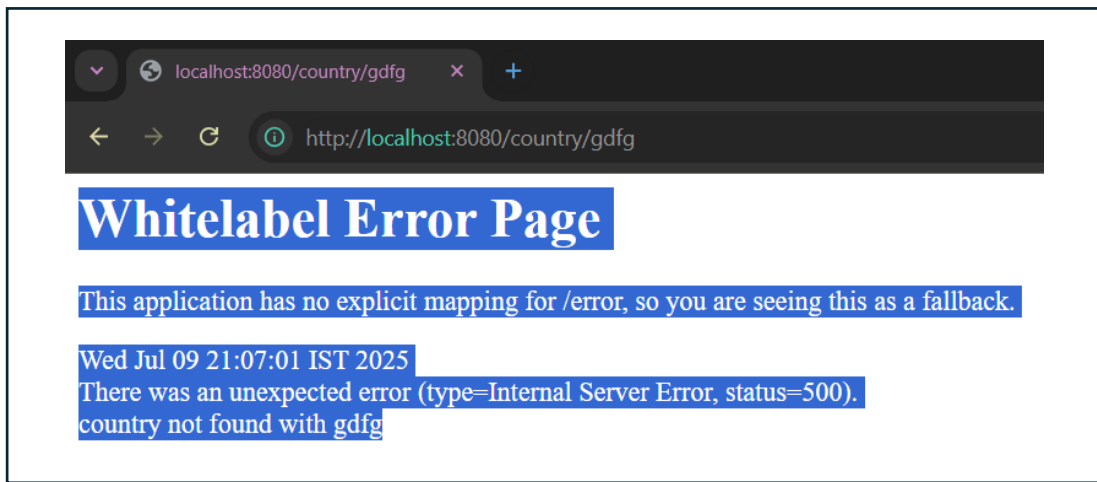 localhost:8080/country/gdfg
http://localhost:8080/country/gdfg
Whitelabel Error Page
This application has no explicit mapping for /error, so you are seeing this as a fallback.
Wed Jul 09 21:07:01 IST 2025
There was an unexpected error (type=Internal Server Error, status=500).
country not found with gdfg